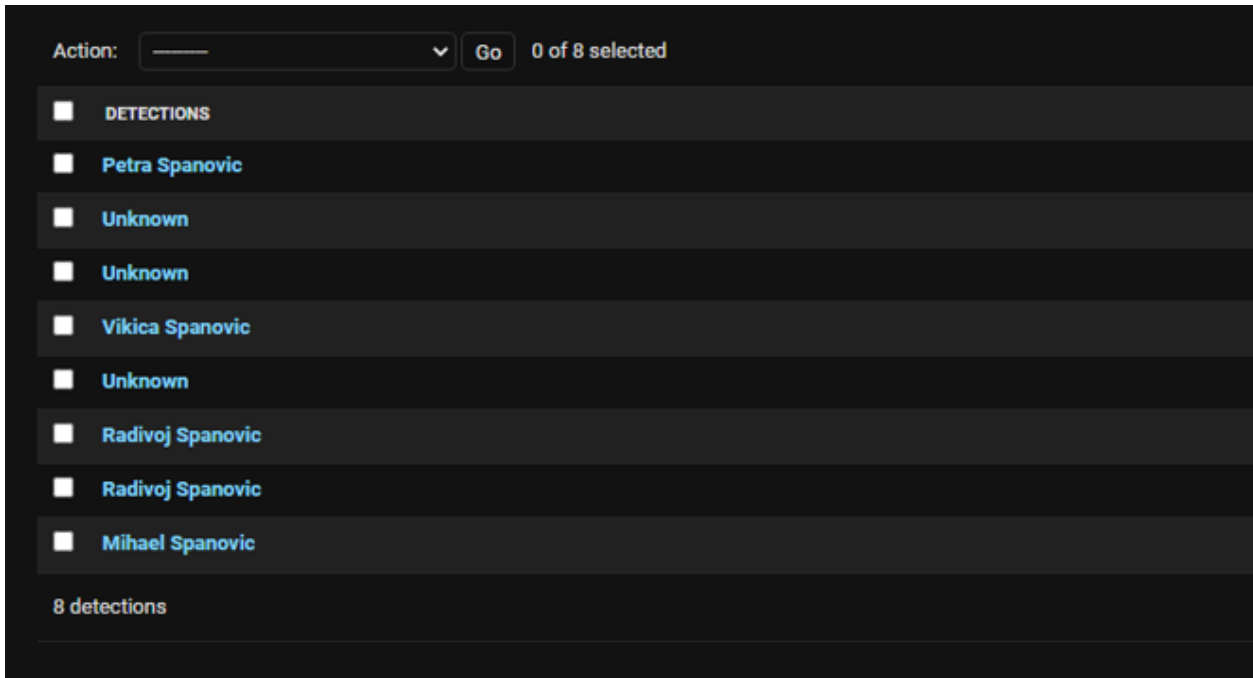 Action: --------- Go 0 of 8 selected
DETECTIONS
Petra Spanovic
Unknown
Unknown
Vikica Spanovic
Unknown
Radivoj Spanovic
Radivoj Spanovic
Mihael Spanovic
8 detections